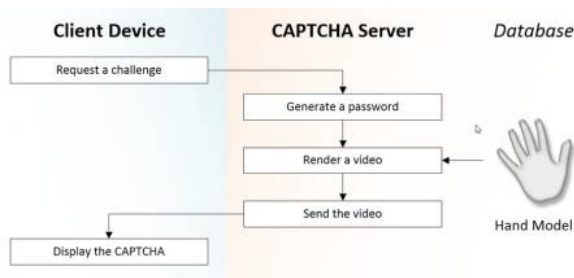 Client Device
CAPTCHA Server
Database
Request a challenge
Generate a password
Render a video
Send the video
Hand Model
Display the CAPTCHA